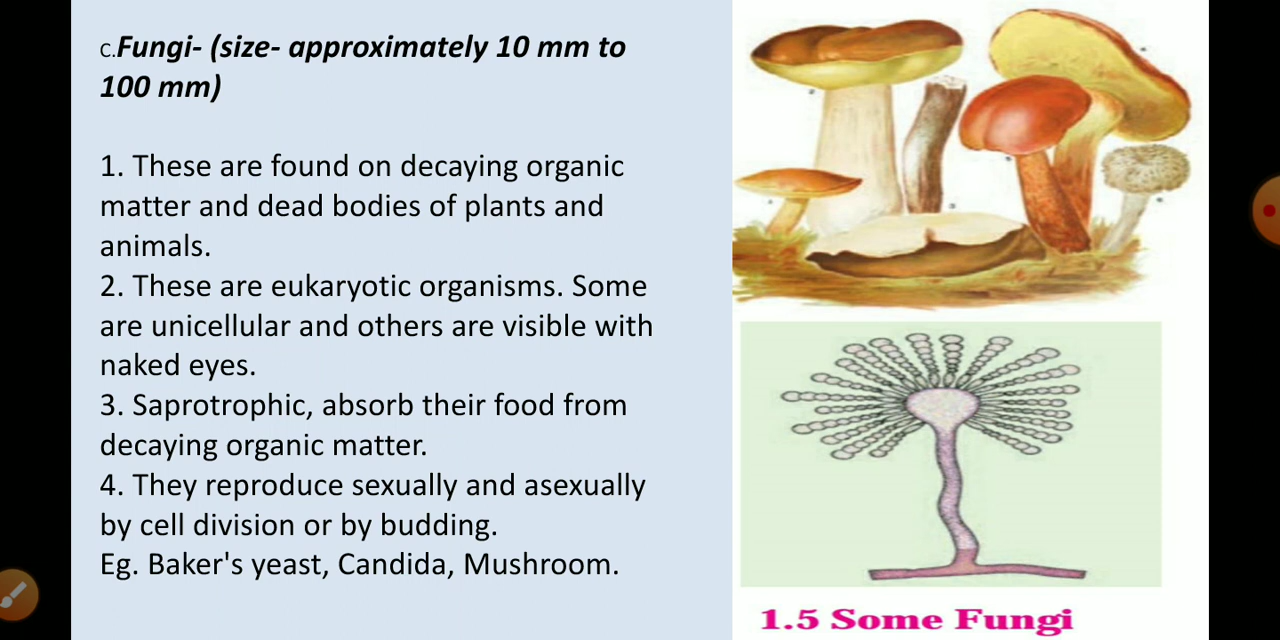 C.Fungi- (size- approximately 10 mm to
100 mm)
1. These are found on decaying organic
matter and dead bodies of plants and
animals.
2. These are eukaryotic organisms. Some
are unicellular and others are visible with
naked eyes.
3. Saprotrophic, absorb their food from
decaying organic matter.
4. They reproduce sexually and asexually
by cell division or by budding.
Eg. Baker's yeast, Candida, Mushroom.
1.5 Some Fungi